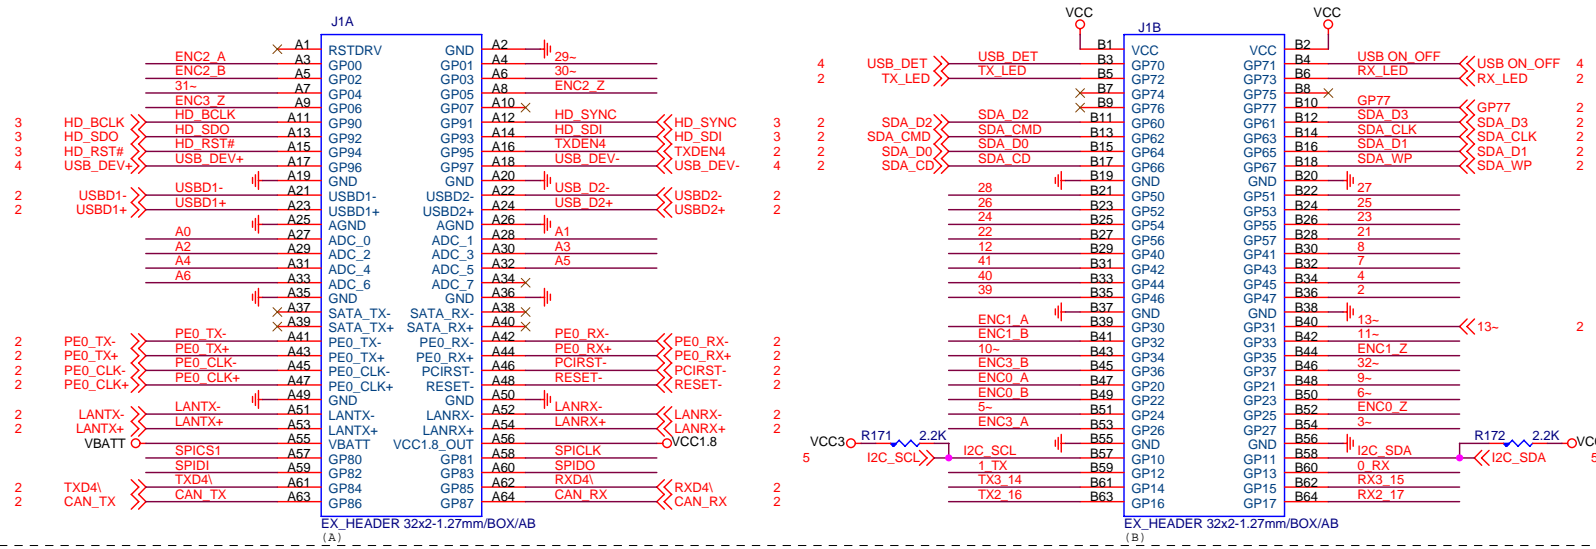 J1A
A1 RSTDRV GND A2
ENC2_A A3 GP00 GP01 A4 29~
ENC2_B A5 GP02 GP03 A6 30~
31~ A7 GP04 GP05 A8 ENC2_Z
ENC3_Z A9 GP06 GP07 A10
3 HD_BCLK HD_BCLK A11 GP90 GP91 A12 HD_SYNC HD_SYNC 3
3 HD_SDO HD_SDO A13 GP92 GP93 A14 HD_SDI HD_SDI 3
3 HD_RST# HD_RST# A15 GP94 GP95 A16 TXDEN4 TXDEN4 2
4 USB_DEV+ USB_DEV+ A17 GP96 GP97 A18 USB_DEV- USB_DEV- 4
A19 GND GND A20
2 USBD1- USBD1- A21 USBD1- USBD2- A22 USB_D2- USBD2- 2
2 USBD1+ USBD1+ A23 USBD1+ USBD2+ A24 USB_D2+ USBD2+ 2
A25 AGND AGND A26
A0 A27 ADC_0 ADC_1 A28 A1
A2 A29 ADC_2 ADC_3 A30 A3
A4 A31 ADC_4 ADC_5 A32 A5
A6 A33 ADC_6 ADC_7 A34
A35 GND GND A36
A37 SATA_TX- SATA_RX- A38
A39 SATA_TX+ SATA_RX+ A40
2 PE0_TX- PE0_TX- A41 PE0_TX- PE0_RX- A42 PE0_RX- PE0_RX- 2
2 PE0_TX+ PE0_TX+ A43 PE0_TX+ PE0_RX+ A44 PE0_RX+ PE0_RX+ 2
2 PE0_CLK- PE0_CLK- A45 PE0_CLK- PCIRST- A46 PCIRST- PCIRST- 2
2 PE0_CLK+ PE0_CLK+ A47 PE0_CLK+ RESET- A48 RESET- RESET- 2
A49 GND GND A50
2 LANTX- LANTX- A51 LANTX- LANRX- A52 LANRX- LANRX- 2
2 LANTX+ LANTX+ A53 LANTX+ LANRX+ A54 LANRX+ LANRX+ 2
VBATT A55 VBATT VCC1.8_OUT A56 VCC1.8
SPICS1 A57 GP80 GP81 A58 SPICLK
SPIDI A59 GP82 GP83 A60 SPIDO
2 TXD4\ TXD4\ A61 GP84 GP85 A62 RXD4\ RXD4\ 2
2 CAN_TX CAN_TX A63 GP86 GP87 A64 CAN_RX CAN_RX 2
EX_HEADER 32x2-1.27mm/BOX/AB
(A)
VCC VCC
J1B
B1 VCC VCC B2
4 USB_DET USB_DET B3 GP70 GP71 B4 USB ON_OFF USB ON_OFF 4
2 TX_LED TX_LED B5 GP72 GP73 B6 RX_LED RX_LED 2
B7 GP74 GP75 B8
B9 GP76 GP77 B10 GP77 GP77 2
2 SDA_D2 SDA_D2 B11 GP60 GP61 B12 SDA_D3 SDA_D3 2
2 SDA_CMD SDA_CMD B13 GP62 GP63 B14 SDA_CLK SDA_CLK 2
2 SDA_D0 SDA_D0 B15 GP64 GP65 B16 SDA_D1 SDA_D1 2
2 SDA_CD SDA_CD B17 GP66 GP67 B18 SDA_WP SDA_WP 2
B19 GND GND B20
28 B21 GP50 GP51 B22 27
26 B23 GP52 GP53 B24 25
24 B25 GP54 GP55 B26 23
22 B27 GP56 GP57 B28 21
12 B29 GP40 GP41 B30 8
41 B31 GP42 GP43 B32 7
40 B33 GP44 GP45 B34 4
39 B35 GP46 GP47 B36 2
B37 GND GND B38
ENC1_A B39 GP30 GP31 B40 13~ 13~ 2
ENC1_B B41 GP32 GP33 B42 11~
10~ B43 GP34 GP35 B44 ENC1_Z
ENC3_B B45 GP36 GP37 B46 32~
ENC0_A B47 GP20 GP21 B48 9~
ENC0_B B49 GP22 GP23 B50 6~
5~ B51 GP24 GP25 B52 ENC0_Z
ENC3_A B53 GP26 GP27 B54 3~
VCC3 R171 2.2K B55 GND GND B56 R172 2.2K
5 I2C_SCL I2C_SCL B57 GP10 GP11 B58 I2C_SDA I2C_SDA
1_TX B59 GP12 GP13 B60 0_RX
TX3_14 B61 GP14 GP15 B62 RX3_15
TX2_16 B63 GP16 GP17 B64 RX2_17
EX_HEADER 32x2-1.27mm/BOX/AB
(B)